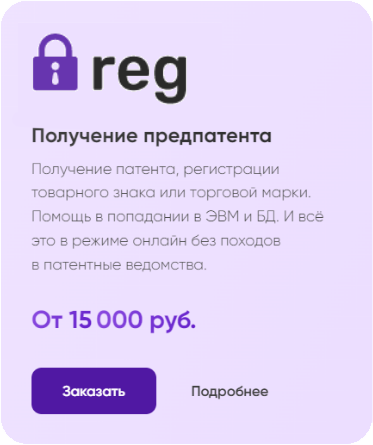 reg
Получение предпатента
Получение патента, регистрации
товарного знака или торговой марки.
Помощь в попадании в ЭВМ и БД. И всё
это в режиме онлайн без походов
в патентные ведомства.
От 15 000 руб.
Заказать Подробнее